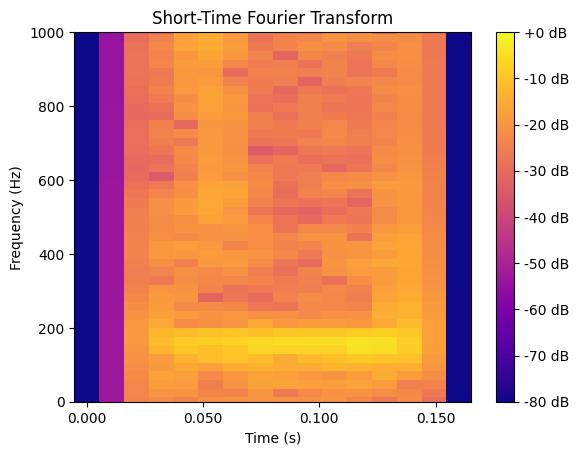 Short-Time Fourier Transform
1000
800
600
400
200
0
Frequency (Hz)
0.000
0.050
0.100
0.150
Time (s)
+0 dB
-10 dB
-20 dB
-30 dB
-40 dB
-50 dB
-60 dB
-70 dB
-80 dB